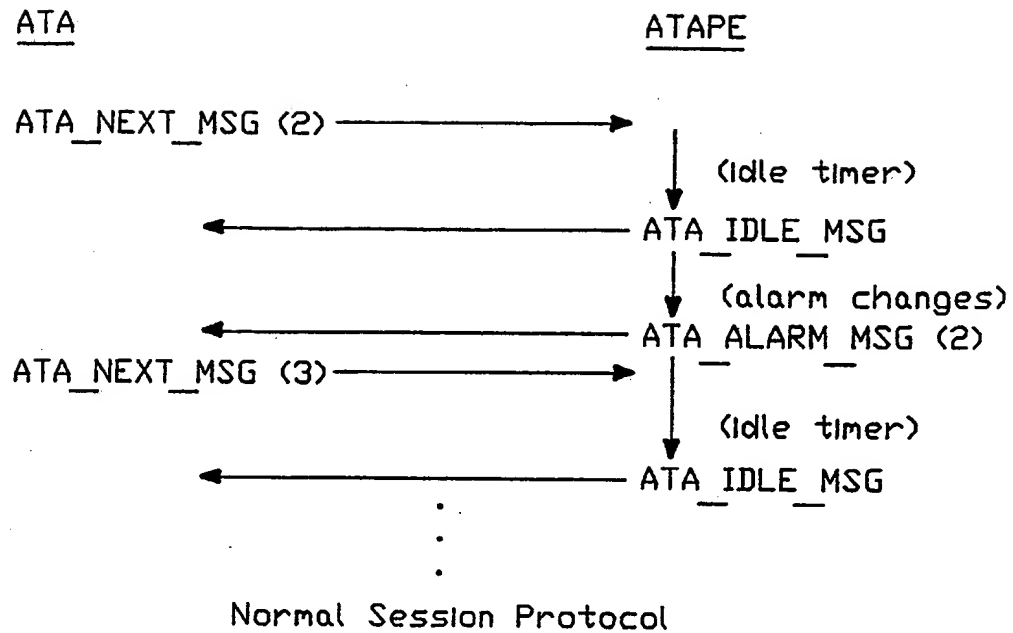 ATA ATAPE
ATA_NEXT_MSG (2)
(idle timer)
ATA_IDLE_MSG
(alarm changes)
ATA_ALARM_MSG (2)
ATA_NEXT_MSG (3)
(idle timer)
ATA_IDLE_MSG
Normal Session Protocol